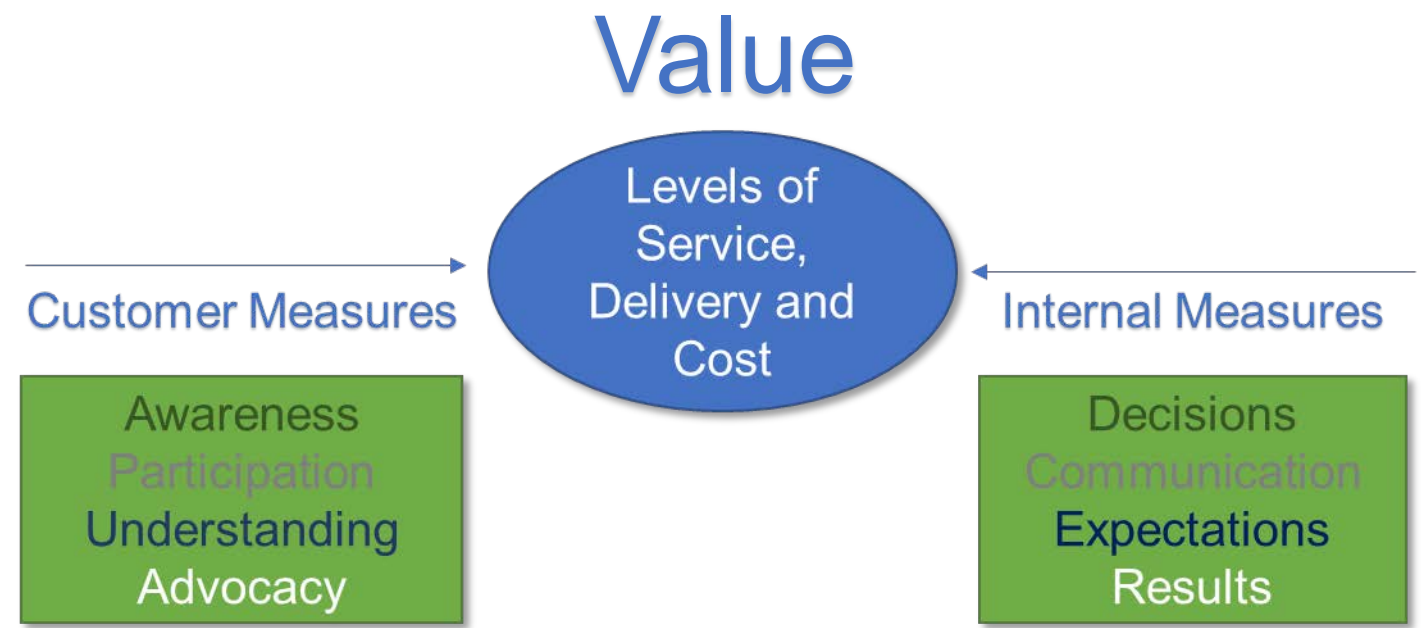 Value
Levels of
Service,
Delivery and
Cost
Customer Measures
Internal Measures
Awareness
Participation
Understanding
Advocacy
Decisions
Communication
Expectations
Results